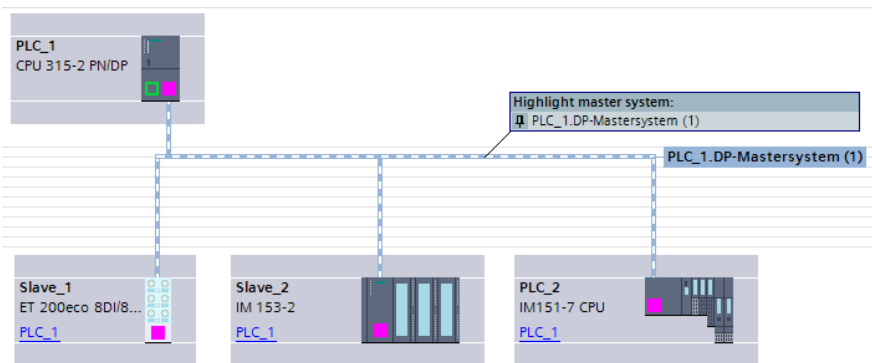 PLC_1
CPU 315-2 PN/DP
Highlight master system:
PLC_1.DP-Mastersystem (1)
PLC_1.DP-Mastersystem (1)
Slave_1
ET 200eco 8DI/8...
PLC_1
Slave_2
IM 153-2
PLC_1
PLC_2
IM151-7 CPU
PLC_1